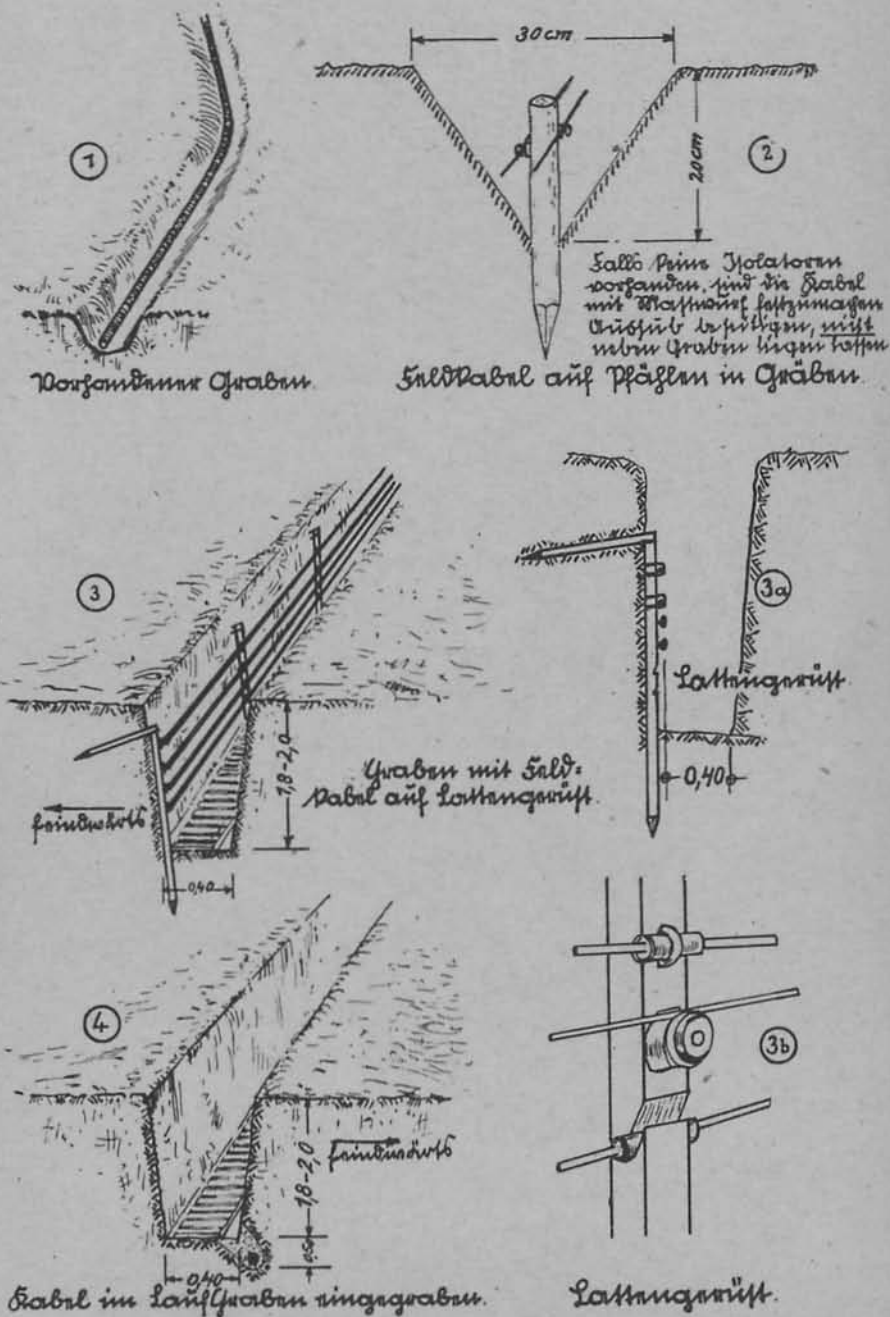 1
Vorhandener Graben.
30 cm
20 cm
2
Falls keine Isolatoren
vorhanden, sind die Kabel
mit Mastwurf festzumachen
Aushub beseitigen, nicht
neben Graben liegen lassen
Feldkabel auf Pfählen in Gräben.
3
feindwärts
1,8-2,0
0,40
Graben mit Feld=
kabel auf Lattengerüst.
3a
Lattengerüst.
0,40
4
feindwärts
1,8-2,0
0,50
0,40
Kabel im Laufgraben eingegraben.
3b
Lattengerüst.